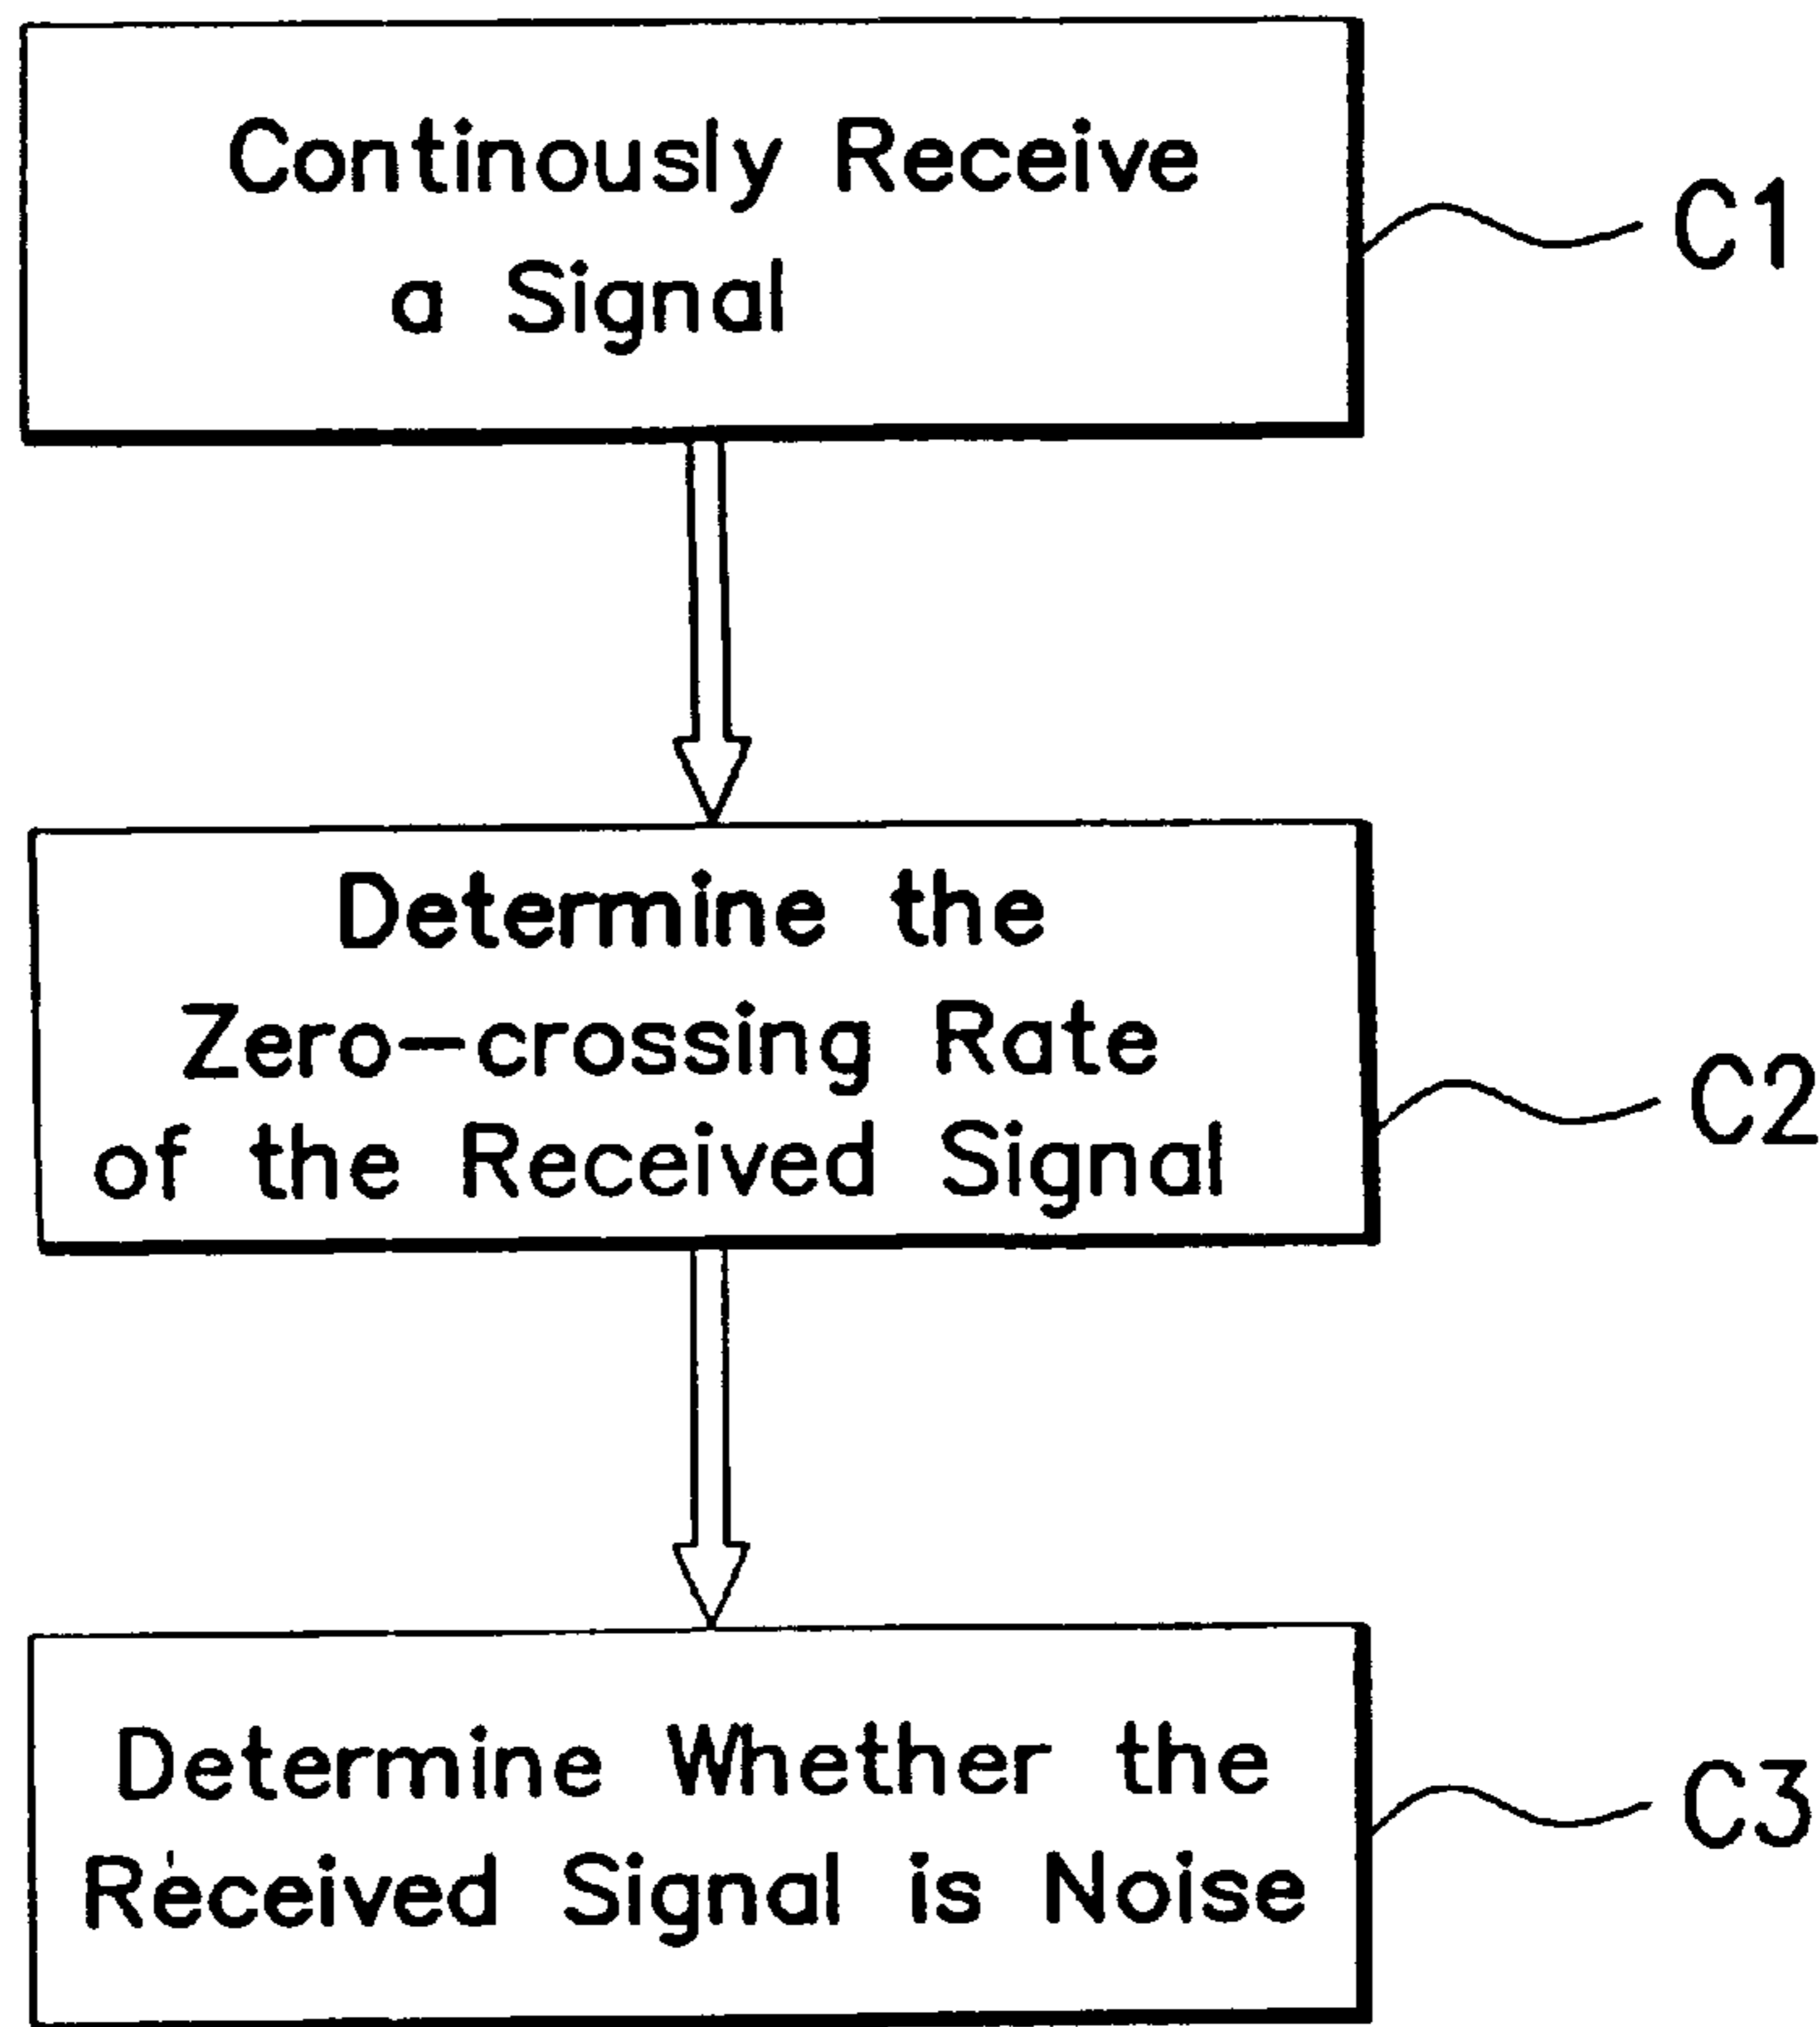 Continously Receive
a Signal
C1
Determine the
Zero-crossing Rate
of the Received Signal
C2
Determine Whether the
Received Signal is Noise
C3